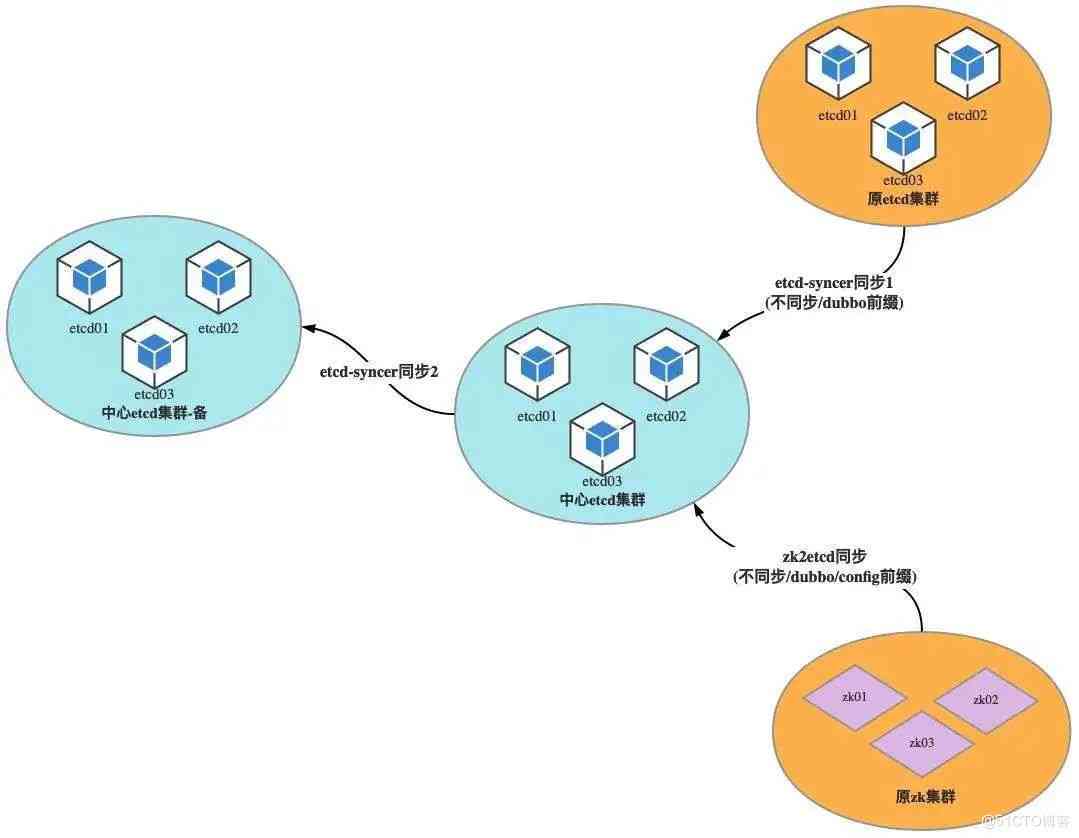 etcd01
etcd02
etcd03
原etcd集群
etcd-syncer同步1
(不同步/dubbo前缀)
etcd01
etcd02
etcd03
中心etcd集群-备
etcd-syncer同步2
etcd01
etcd02
etcd03
中心etcd集群
zk2etcd同步
(不同步/dubbo/config前缀)
zk01
zk02
zk03
原zk集群
@51CTO博客